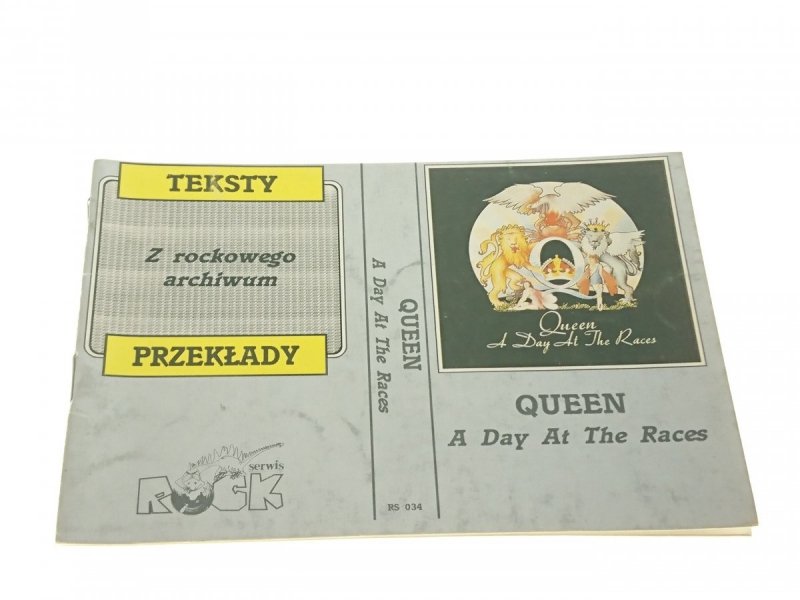 TEKSTY
Z rockowego
archiwum
PRZEKŁADY
serwis
ROCK
QUEEN
A Day At The Races
RS 034
Queen
A Day At The Races
QUEEN
A Day At The Races